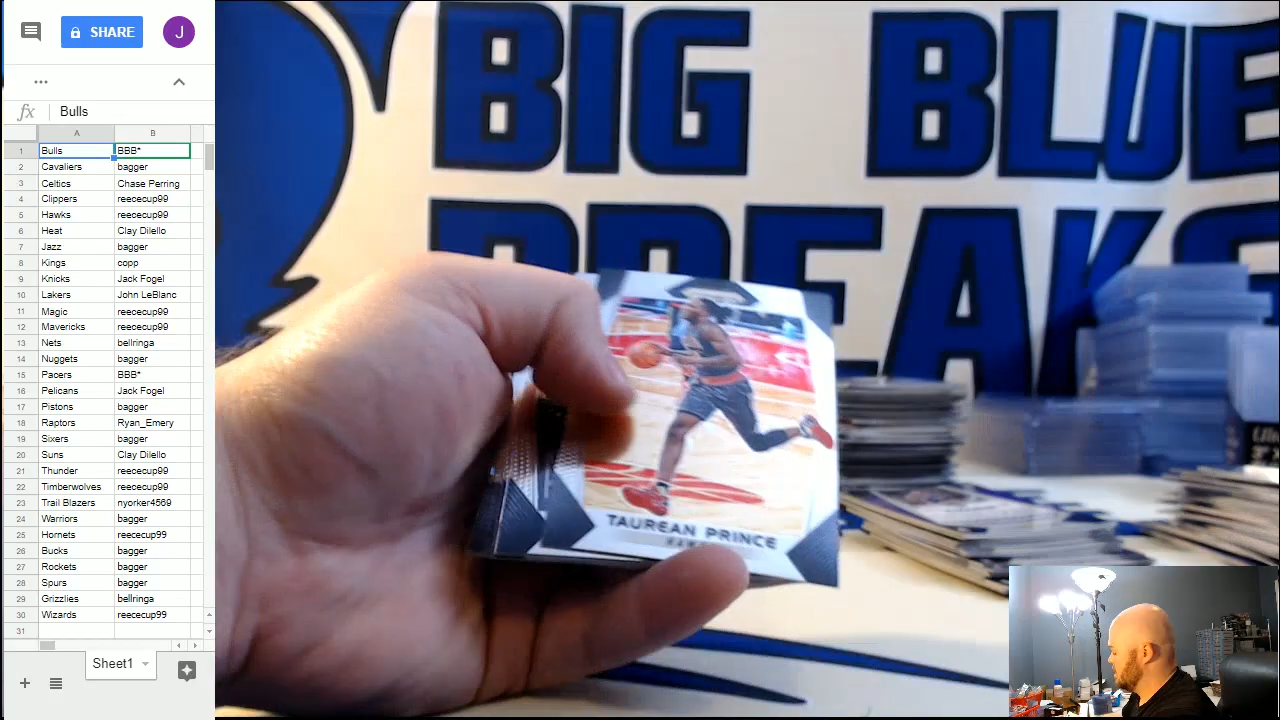 SHARE
J
...
fx Bulls
A B
1 Bulls BBB*
2 Cavaliers bagger
3 Celtics Chase Perring
4 Clippers reececup99
5 Hawks reececup99
6 Heat Clay Dilello
7 Jazz bagger
8 Kings copp
9 Knicks Jack Fogel
10 Lakers John LeBlanc
11 Magic reececup99
12 Mavericks reececup99
13 Nets bellringa
14 Nuggets bagger
15 Pacers BBB*
16 Pelicans Jack Fogel
17 Pistons bagger
18 Raptors Ryan_Emery
19 Sixers bagger
20 Suns Clay Dilello
21 Thunder reececup99
22 Timberwolves reececup99
23 Trail Blazers nyorker4569
24 Warriors bagger
25 Hornets reececup99
26 Bucks bagger
27 Rockets bagger
28 Spurs bagger
29 Grizzlies bellringa
30 Wizards reececup99
31
Sheet1
BIG BLUE
BREAKS
TAUREAN PRINCE